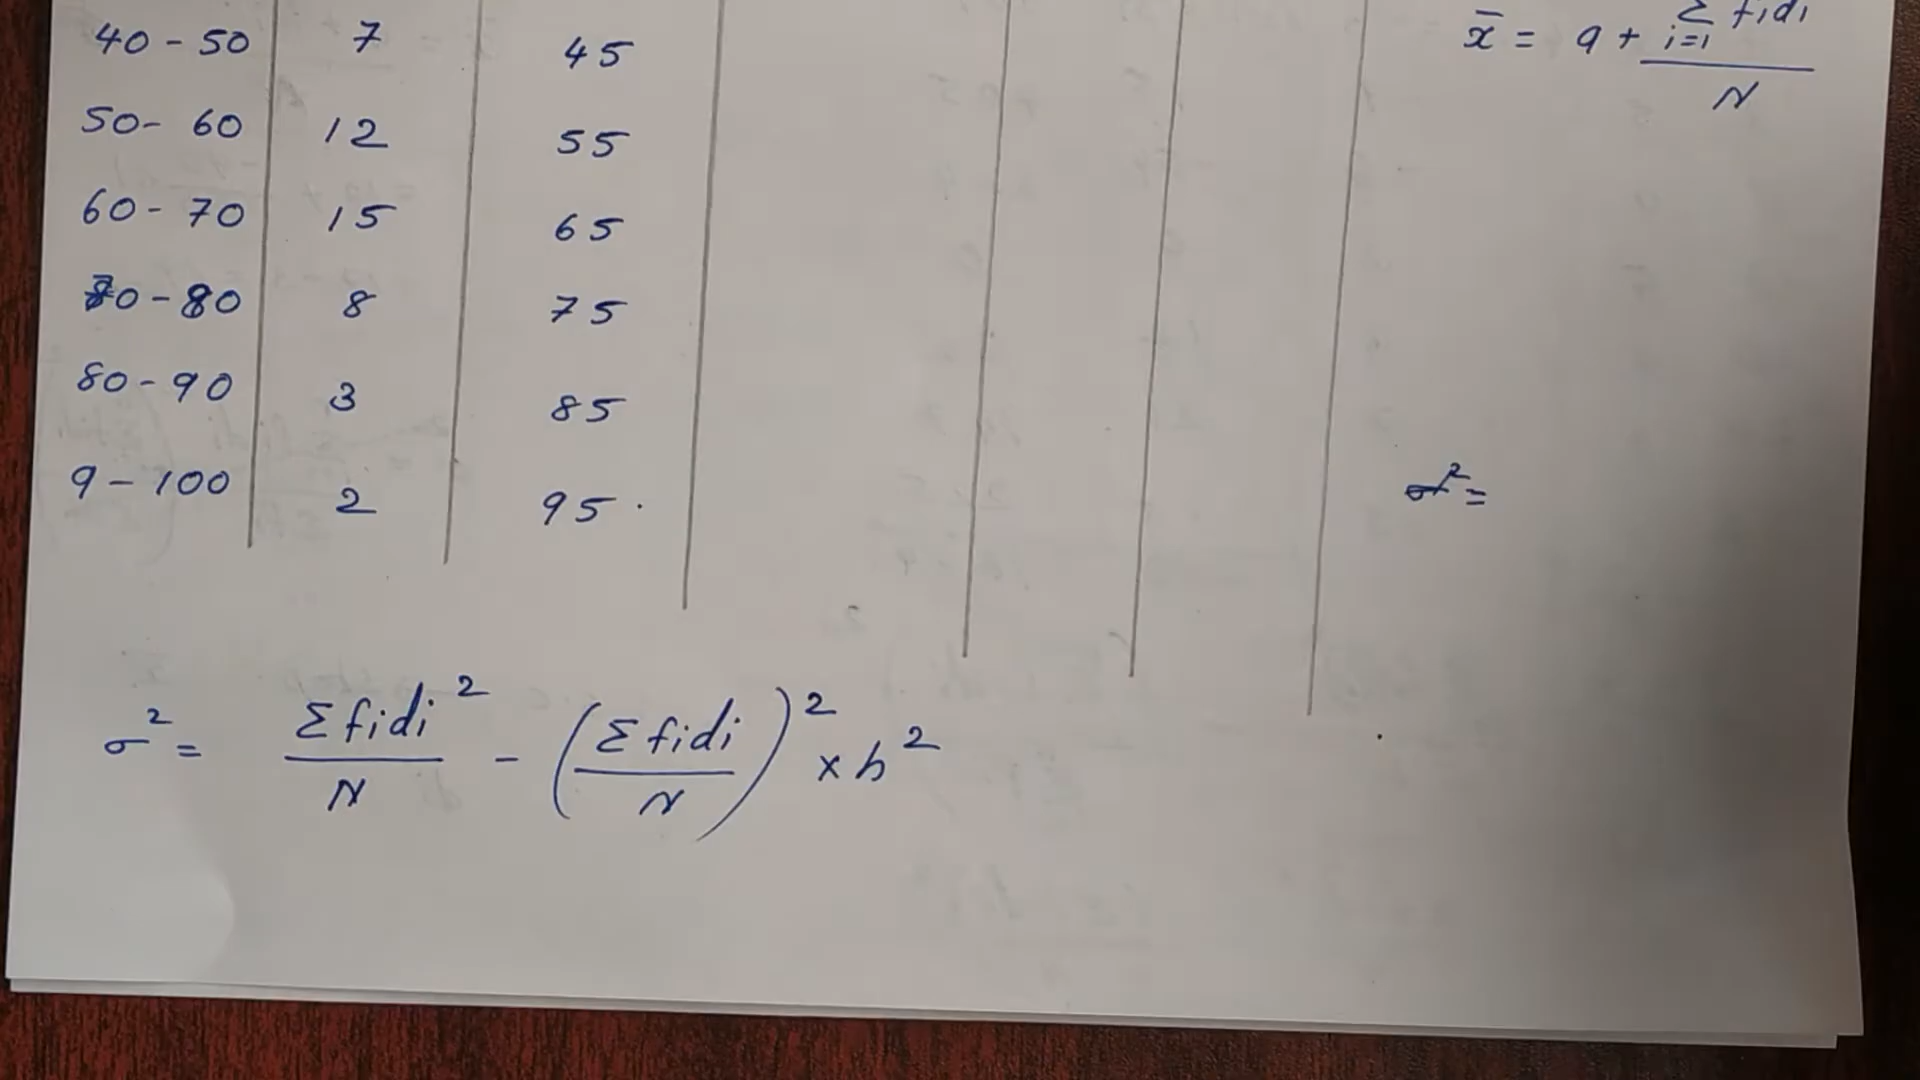 40 - 50 7 45
50 - 60 12 55
60 - 70 15 65
70 - 80 8 75
80 - 90 3 85
9 - 100 2 95.
x̄ = a + Σ fidi
i=1
N
σ² =
σ² = Σfidi²/N - (Σfidi/N)² × h²